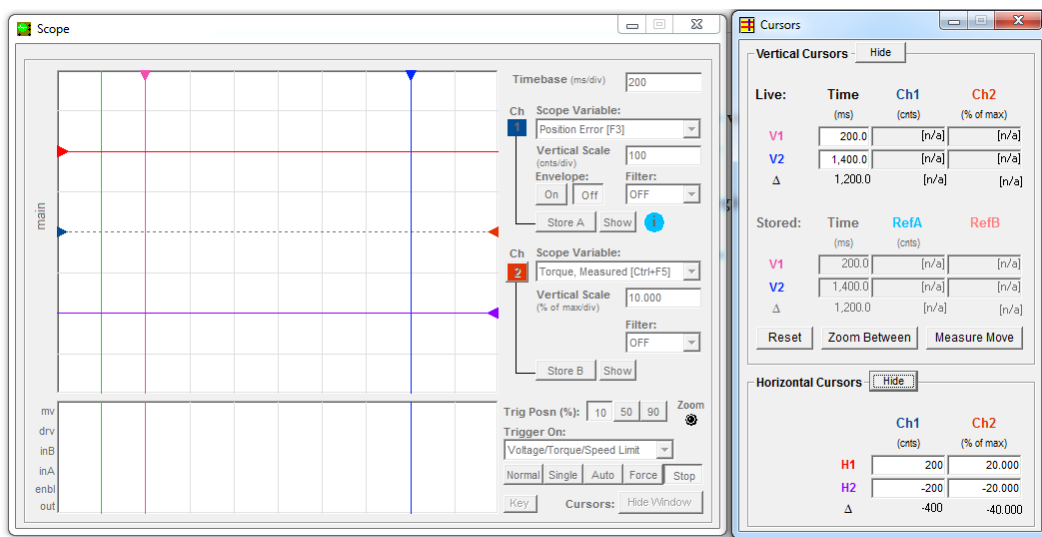 Scope
main
mv
drv
inB
inA
enbl
out
Timebase (ms/div) 200
Ch Scope Variable:
1 Position Error [F3]
Vertical Scale 100
(cnts/div)
Envelope: Filter:
On Off OFF
Store A Show i
Ch Scope Variable:
2 Torque, Measured [Ctrl+F5]
Vertical Scale 10.000
(% of max/div)
Filter:
OFF
Store B Show
Trig Posn (%): 10 50 90 Zoom
Trigger On:
Voltage/Torque/Speed Limit
Normal Single Auto Force Stop
Key Cursors: Hide Window
Cursors
Vertical Cursors Hide
Live: Time Ch1 Ch2
(ms) (cnts) (% of max)
V1 200.0 [n/a] [n/a]
V2 1,400.0 [n/a] [n/a]
Δ 1,200.0 [n/a] [n/a]
Stored: Time RefA RefB
(ms) (cnts)
V1 200.0 [n/a] [n/a]
V2 1,400.0 [n/a] [n/a]
Δ 1,200.0 [n/a] [n/a]
Reset Zoom Between Measure Move
Horizontal Cursors Hide
Ch1 Ch2
(cnts) (% of max)
H1 200 20.000
H2 -200 -20.000
Δ -400 -40.000